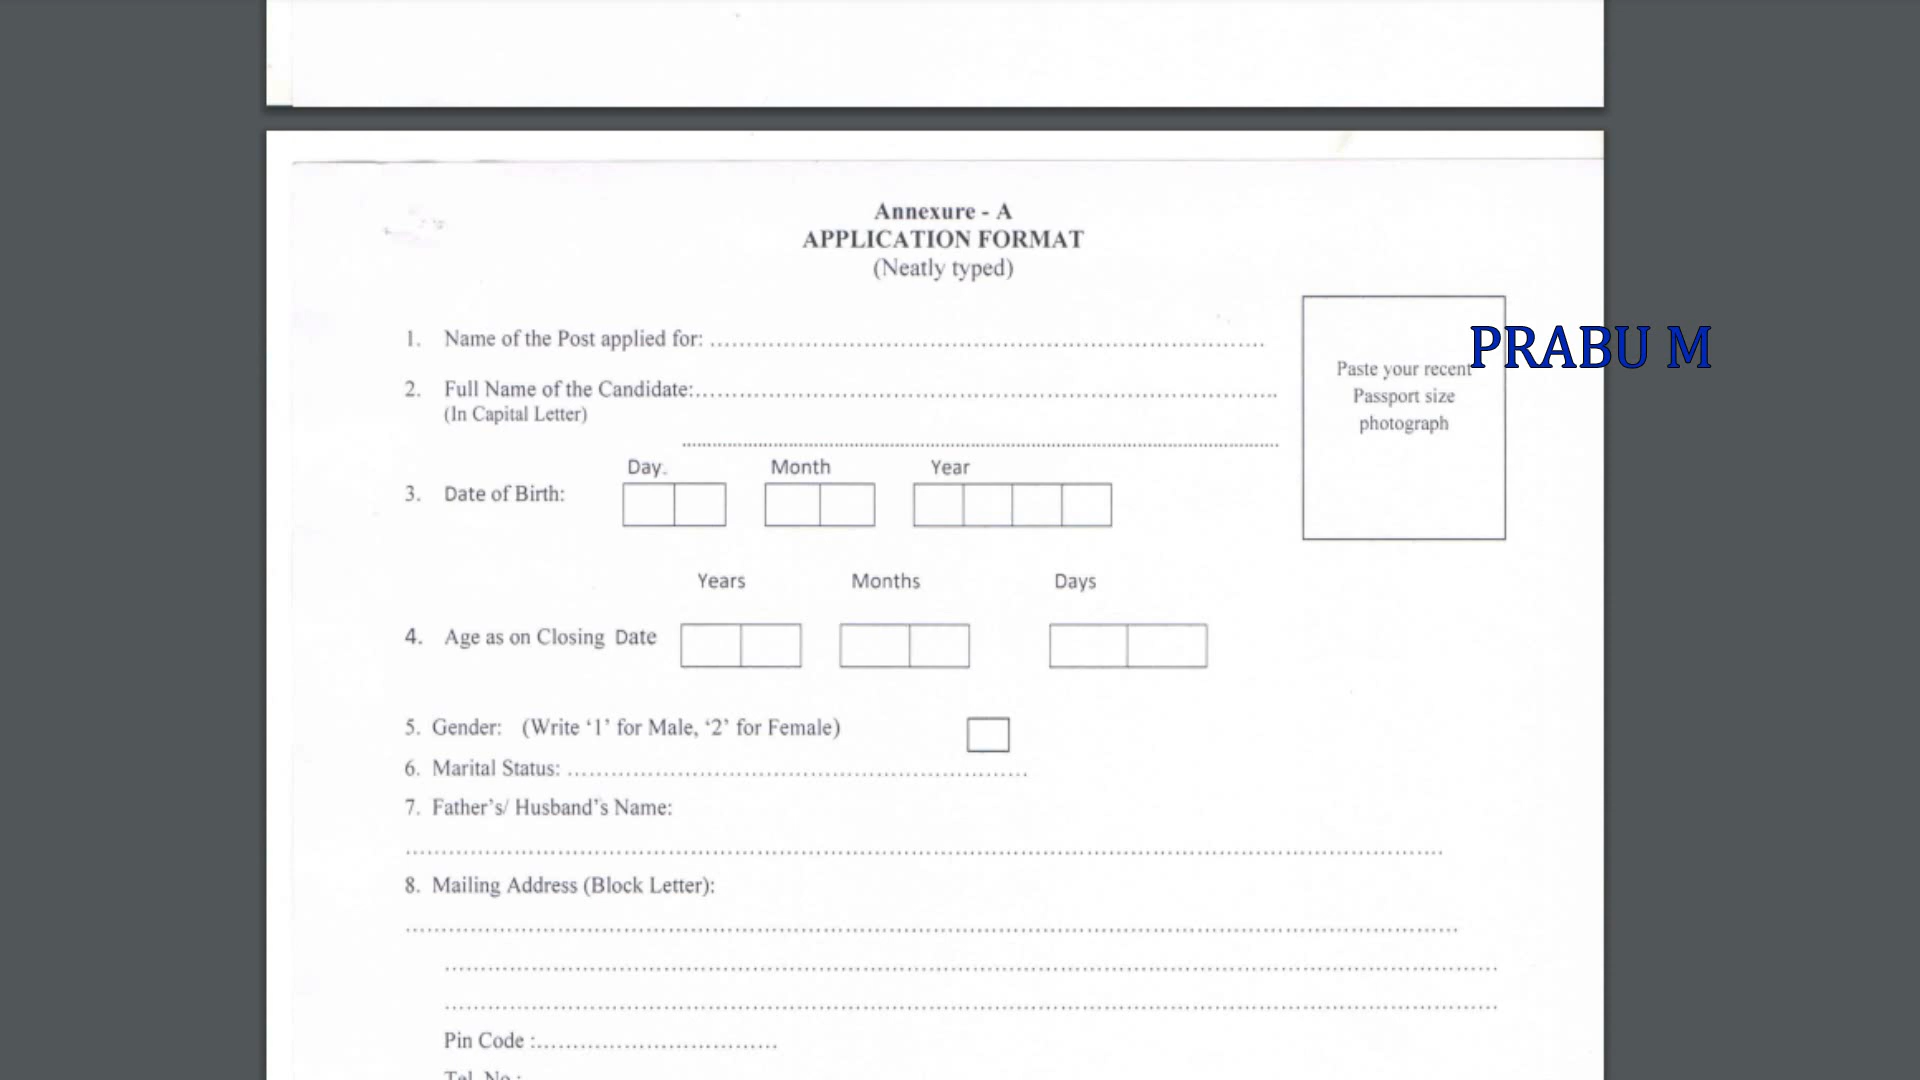 Annexure - A
APPLICATION FORMAT
(Neatly typed)
1. Name of the Post applied for: ..............................................................................
PRABU M
Paste your recent
Passport size
photograph
2. Full Name of the Candidate:................................................................................
(In Capital Letter)
................................................................................
Day. Month Year
3. Date of Birth:
Years Months Days
4. Age as on Closing Date
5. Gender: (Write ‘1’ for Male, ‘2’ for Female)
6. Marital Status: ................................................................
7. Father’s/ Husband’s Name:
................................................................................
8. Mailing Address (Block Letter):
................................................................................
................................................................................
................................................................................
Pin Code :.................................
Tel. No :